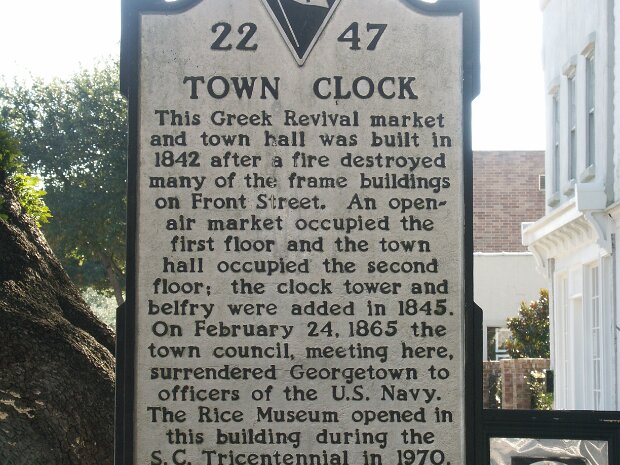 22 47
TOWN CLOCK
This Greek Revival market
and town hall was built in
1842 after a fire destroyed
many of the frame buildings
on Front Street. An open-
air market occupied the
first floor and the town
hall occupied the second
floor; the clock tower and
belfry were added in 1845.
On February 24, 1865 the
town council, meeting here,
surrendered Georgetown to
officers of the U.S. Navy.
The Rice Museum opened in
this building during the
S.C. Tricentennial in 1970.